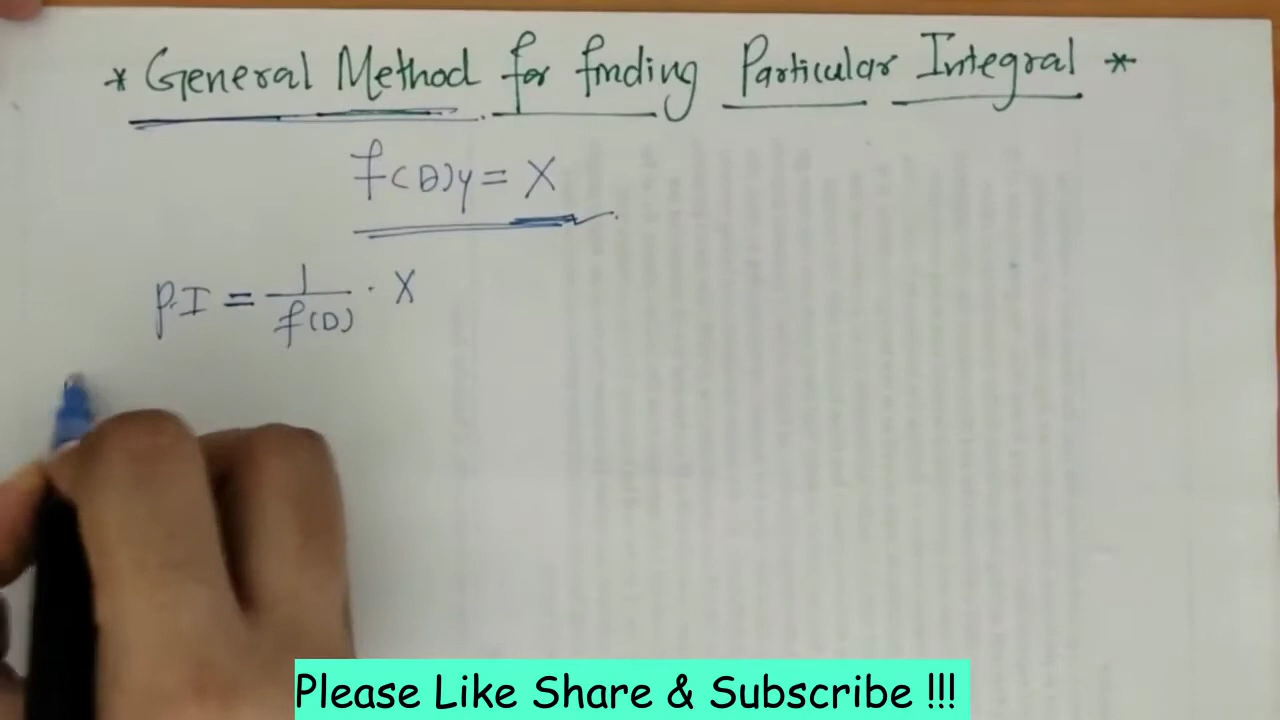 * General Method for finding Particular Integral *
f(D)y = X
P.I = 1/f(D) · X
Please Like Share & Subscribe !!!